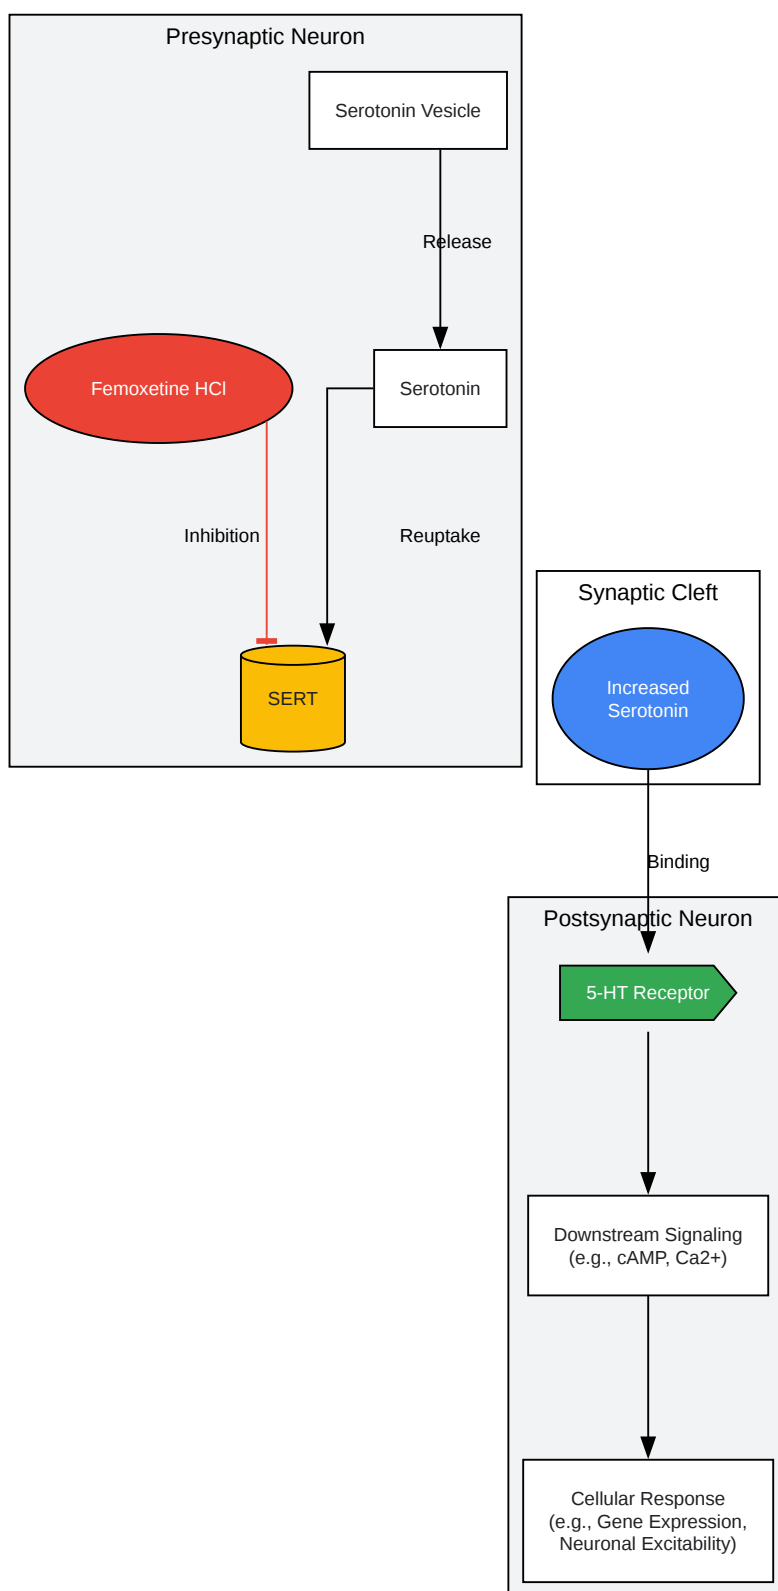 Presynaptic Neuron
Serotonin Vesicle
Release
Femoxetine HCl
Serotonin
Inhibition
Reuptake
SERT
Synaptic Cleft
Increased
Serotonin
Binding
Postsynaptic Neuron
5-HT Receptor
Downstream Signaling
(e.g., cAMP, Ca2+)
Cellular Response
(e.g., Gene Expression,
Neuronal Excitability)